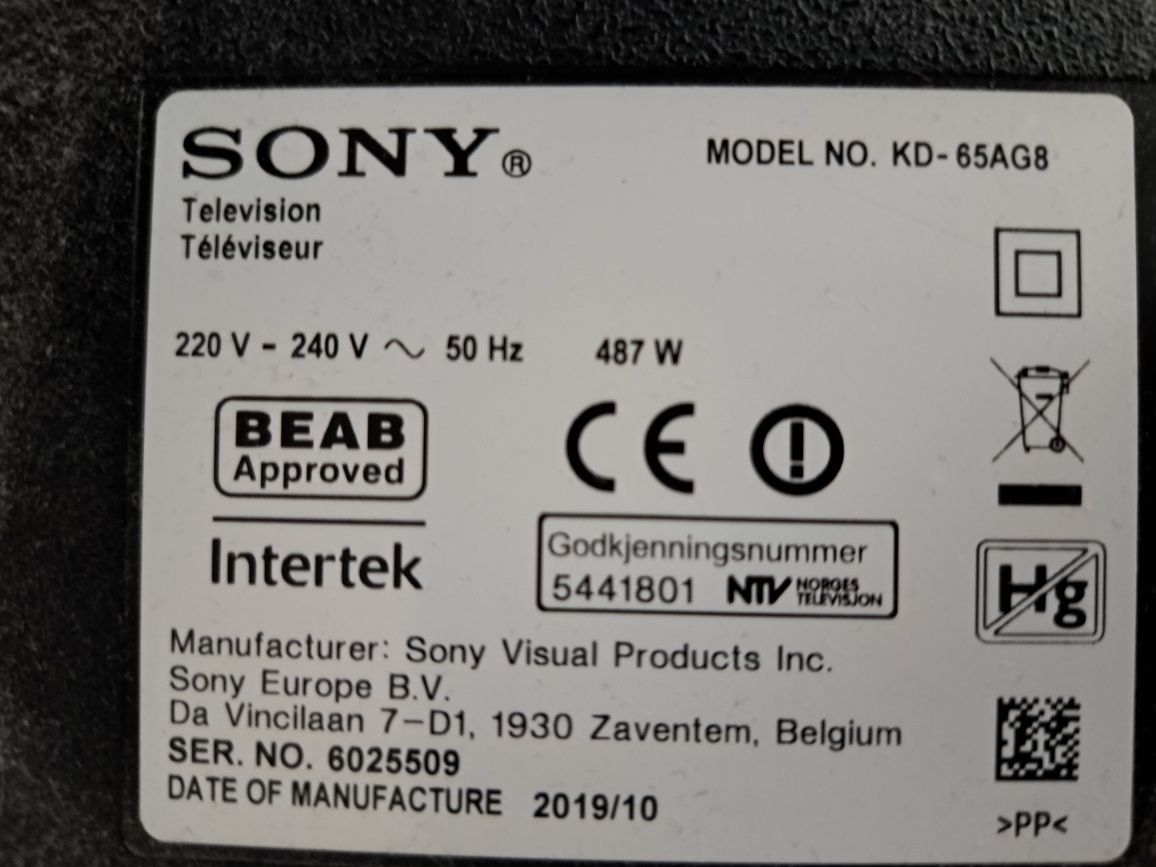 SONY®
MODEL NO. KD-65AG8
Television
Téléviseur
220 V - 240 V ~ 50 Hz 487 W
BEAB
Approved
CE
Intertek
Godkjenningsnummer
5441801 NTV NORGES
TELEVISJON
Hg
Manufacturer: Sony Visual Products Inc.
Sony Europe B.V.
Da Vincilaan 7-D1, 1930 Zaventem, Belgium
SER. NO. 6025509
DATE OF MANUFACTURE 2019/10
>PP<